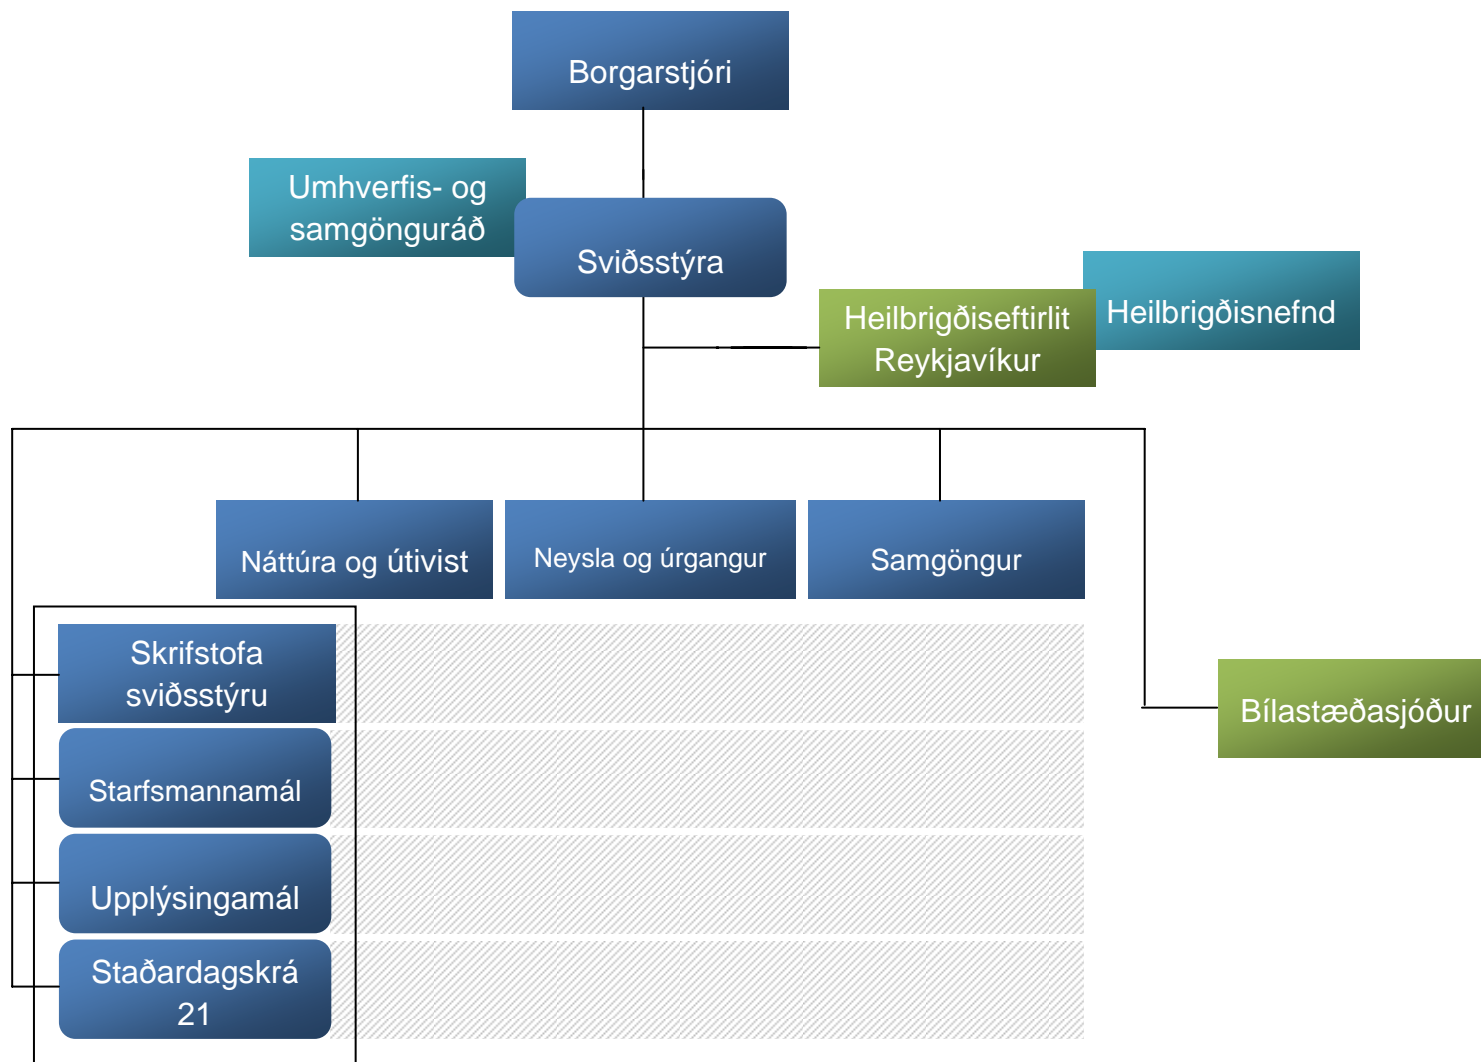 Borgarstjóri
Umhverfis- og
samgönguráð
Sviðsstýra
Heilbrigðiseftirlit
Reykjavíkur
Heilbrigðisnefnd
Náttúra og útivist
Neysla og úrgangur
Samgöngur
Skrifstofa
sviðsstýru
Bílastæðasjóður
Starfsmannamál
Upplýsingamál
Staðardagskrá
21